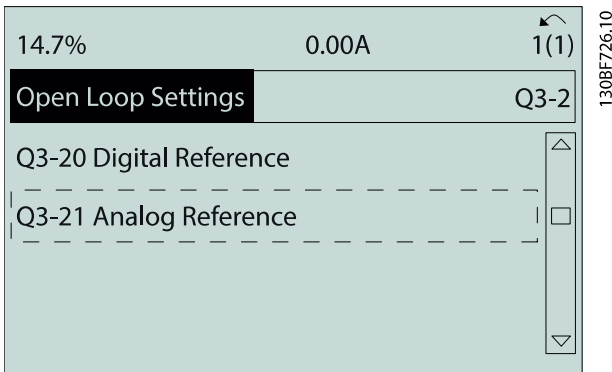 14.7% 0.00A 1(1)
Open Loop Settings Q3-2
Q3-20 Digital Reference
Q3-21 Analog Reference
130BF726.10